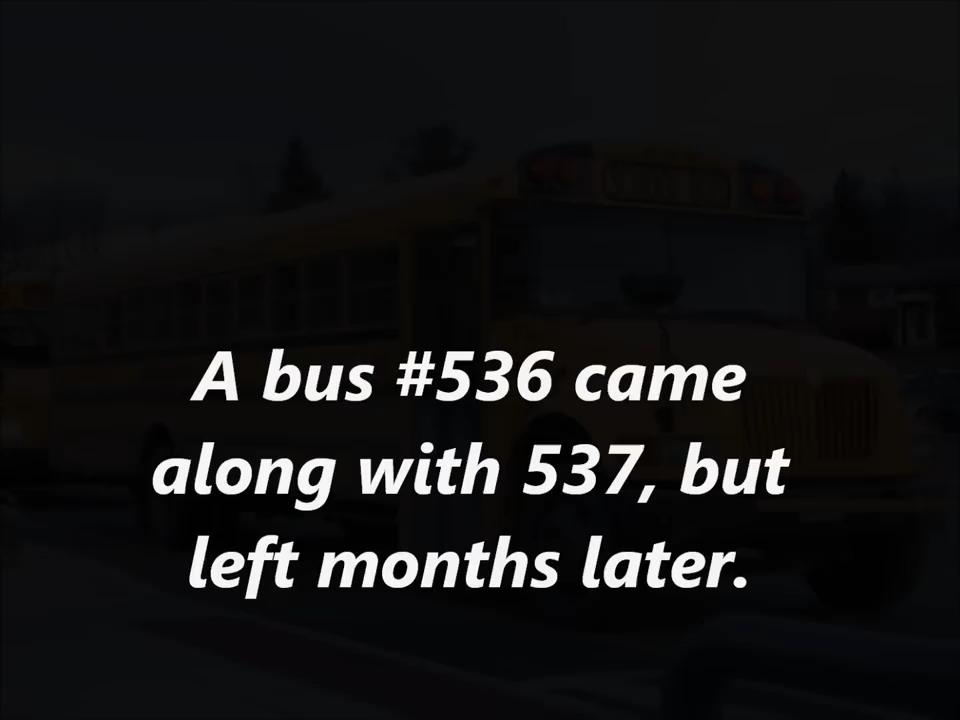 A bus #536 came
along with 537, but
left months later.